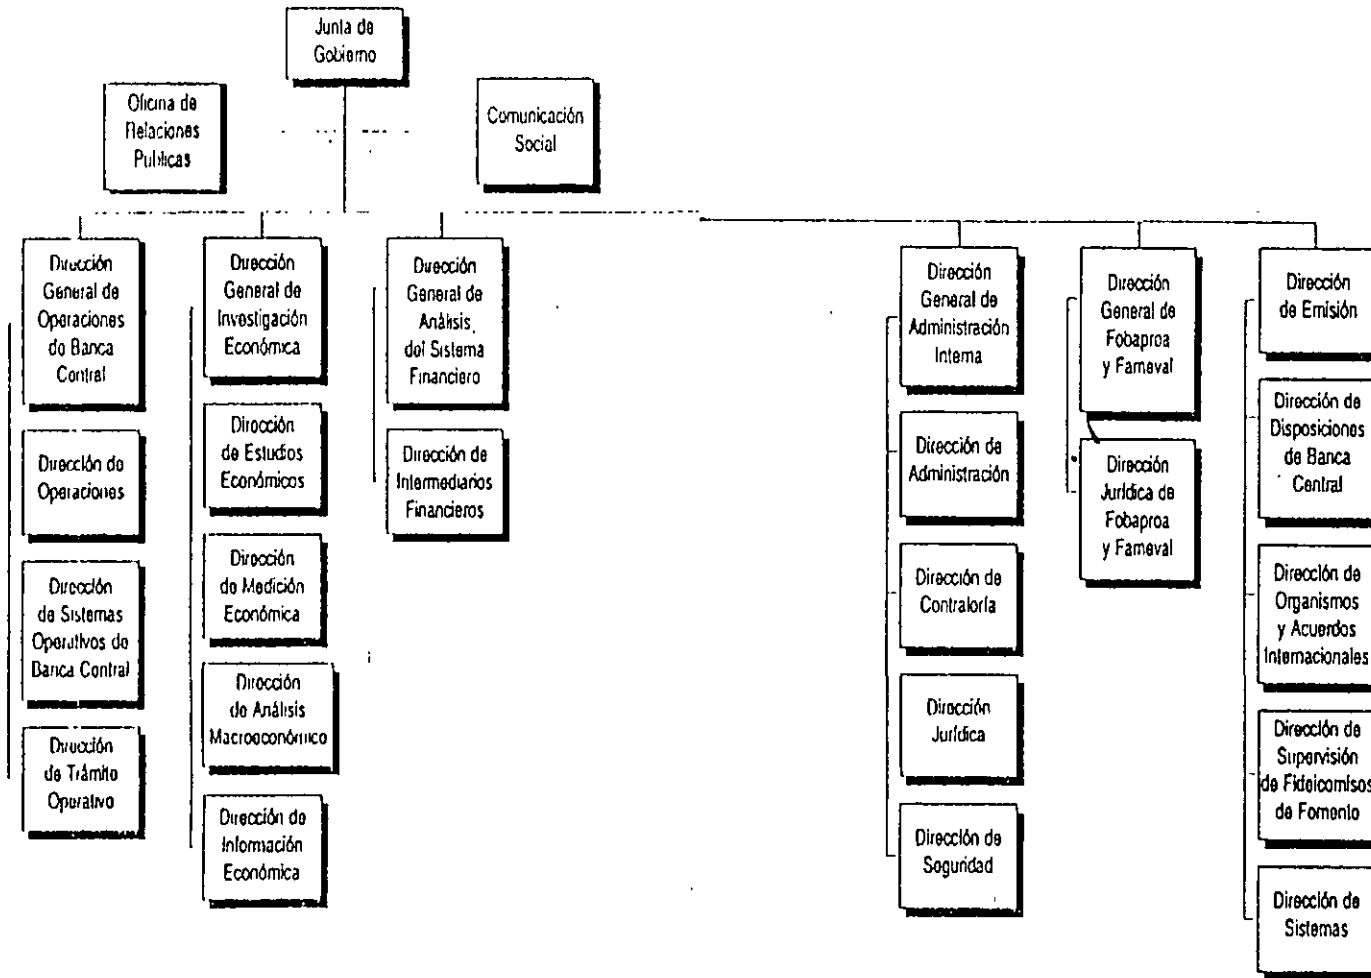 Junta de
Gobierno
Oficina de
Relaciones
Publicas
Comunicación
Social
Dirección
General de
Operaciones
de Banca
Central
Dirección de
Operaciones
Dirección
de Sistemas
Operativos de
Banca Central
Dirección
de Trámite
Operativo
Dirección
General de
Investigación
Económica
Dirección
de Estudios
Económicos
Dirección
de Medición
Económica
Dirección
de Análisis
Macroeconómico
Dirección de
Información
Económica
Dirección
General de
Análisis
del Sistema
Financiero
Dirección de
Intermediarios
Financieros
Dirección
General de
Administración
Interna
Dirección de
Administración
Dirección de
Contraloría
Dirección
Jurídica
Dirección de
Seguridad
Dirección
General de
Fobaproa
y Fameval
Dirección
Jurídica de
Fobaproa
y Fameval
Dirección
de Emisión
Dirección de
Disposiciones
de Banca
Central
Dirección de
Organismos
y Acuerdos
Internacionales
Dirección de
Supervisión
de Fideicomisos
de Fomento
Dirección de
Sistemas